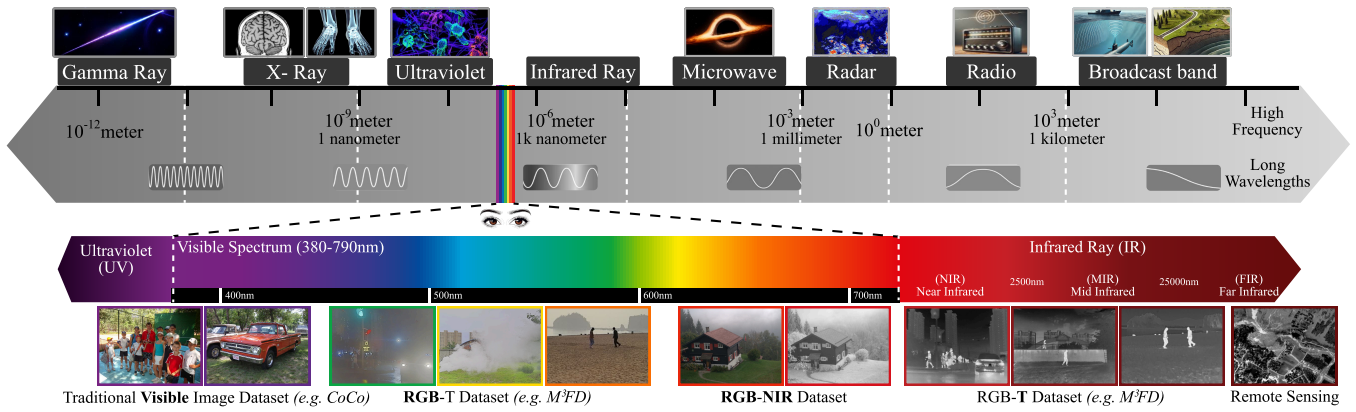 Gamma Ray
X- Ray
Ultraviolet
Infrared Ray
Microwave
Radar
Radio
Broadcast band
10⁻¹²meter
10⁻⁹meter
1 nanometer
10⁻⁶meter
1k nanometer
10⁻³meter
1 millimeter
10⁰meter
10³meter
1 kilometer
High
Frequency
Long
Wavelengths
Ultraviolet
(UV)
Visible Spectrum (380-790nm)
Infrared Ray (IR)
(NIR)
Near Infrared
2500nm
(MIR)
Mid Infrared
25000nm
(FIR)
Far Infrared
400nm
500nm
600nm
700nm
Traditional Visible Image Dataset (e.g. CoCo)
RGB-T Dataset (e.g. M³FD)
RGB-NIR Dataset
RGB-T Dataset (e.g. M³FD)
Remote Sensing